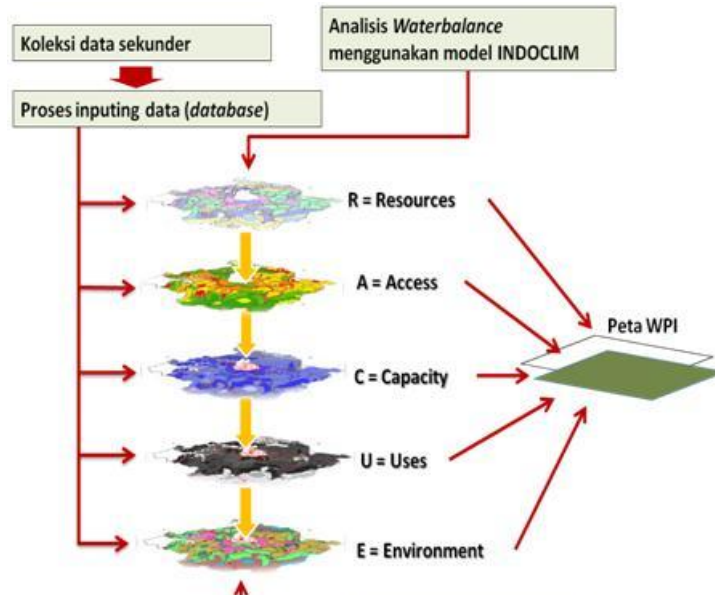 Koleksi data sekunder
Analisis Waterbalance
menggunakan model INDOCLIM
Proses inputing data (database)
R = Resources
A = Access
Peta WPI
C = Capacity
U = Uses
E = Environment